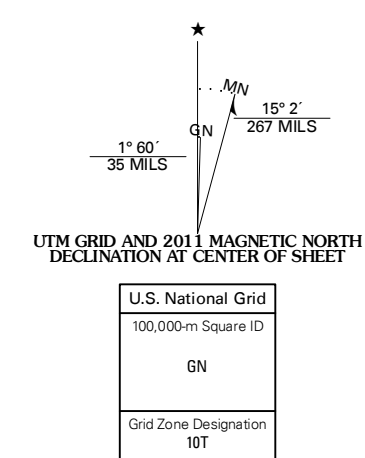 MN
15° 2´
267 MILS
GN
1° 60´
35 MILS
UTM GRID AND 2011 MAGNETIC NORTH
DECLINATION AT CENTER OF SHEET
U.S. National Grid
100,000-m Square ID
GN
Grid Zone Designation
10T